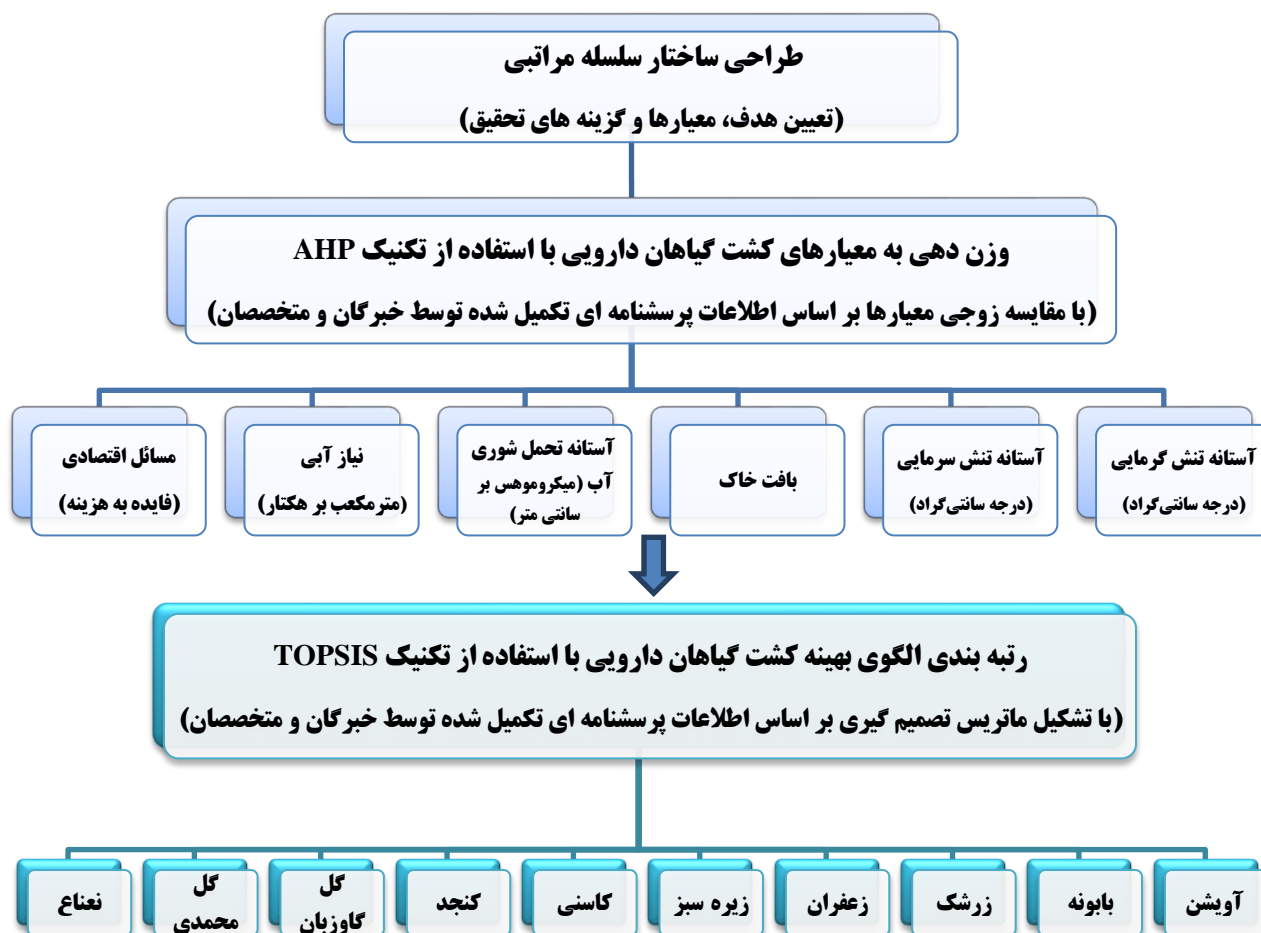 طراحی ساختار سلسله مراتبی
(تعیین هدف، معیارها و گزینه های تحقیق)
وزن دهی به معیارهای کشت گیاهان دارویی با استفاده از تکنیک AHP
(با مقایسه زوجی معیارها بر اساس اطلاعات پرسشنامه ای تکمیل شده توسط خبرگان و متخصصان)
آستانه تنش گرمایی
(درجه سانتی‌گراد)
آستانه تنش سرمایی
(درجه سانتی‌گراد)
بافت خاک
آستانه تحمل شوری
آب (میکروموهس بر
سانتی متر)
نیاز آبی
(مترمکعب بر هکتار)
مسائل اقتصادی
(فایده به هزینه)
رتبه بندی الگوی بهینه کشت گیاهان دارویی با استفاده از تکنیک TOPSIS
(با تشکیل ماتریس تصمیم گیری بر اساس اطلاعات پرسشنامه ای تکمیل شده توسط خبرگان و متخصصان)
آویشن
بابونه
زرشک
زعفران
زیره سبز
کاسنی
کنجد
گل
گاوزبان
گل
محمدی
نعناع